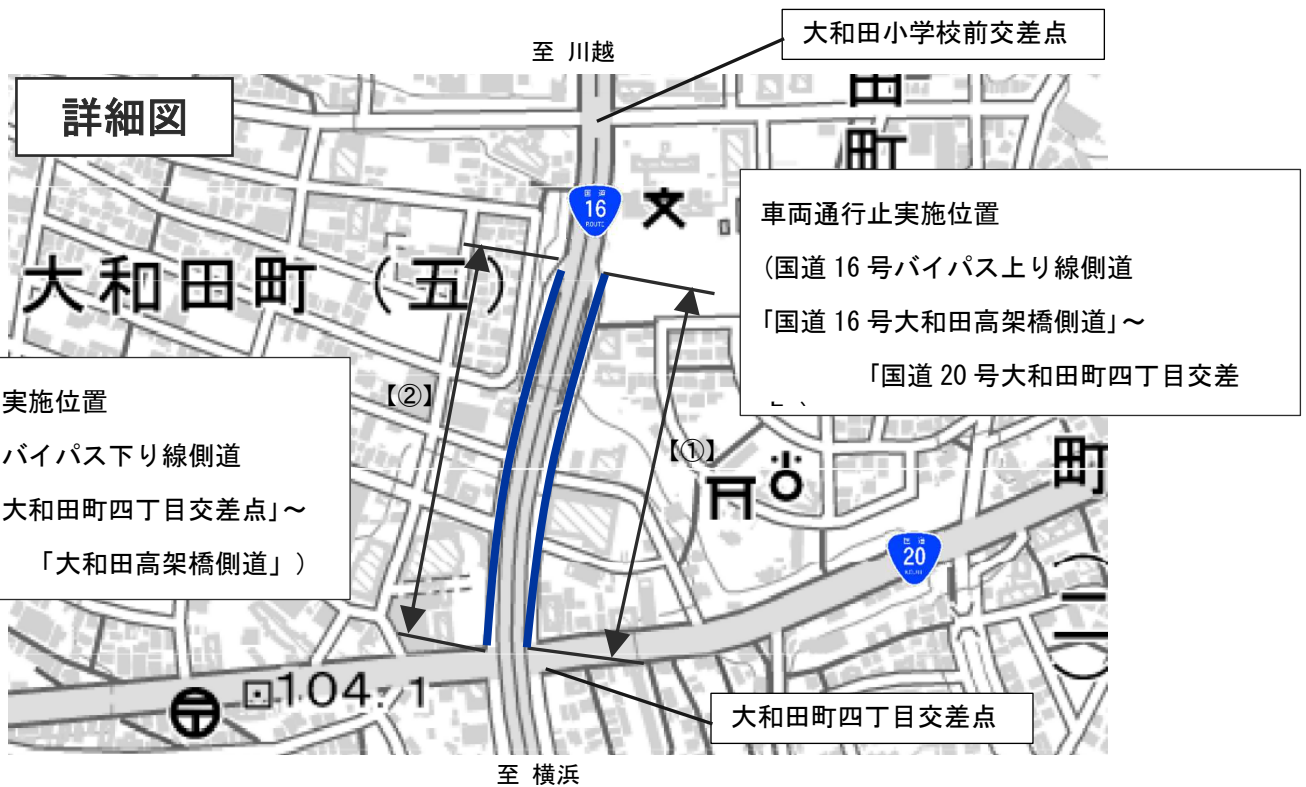 大和田小学校前交差点
至 川越
詳細図
田
町
国道
16
ROUTE
大和田町（五）
車両通行止実施位置
(国道 16 号バイパス上り線側道
「国道 16 号大和田高架橋側道」～
「国道 20 号大和田町四丁目交差
実施位置
バイパス下り線側道
大和田町四丁目交差点」～
「大和田高架橋側道」）
【②】
【①】
町
20
104.1
大和田町四丁目交差点
至 横浜